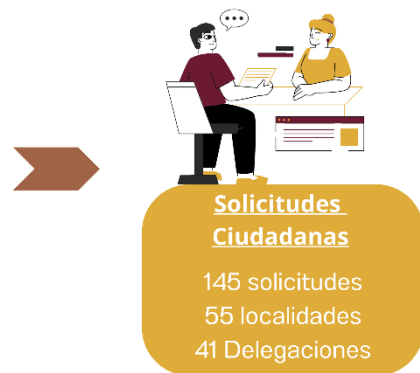 Solicitudes
Ciudadanas
145 solicitudes
55 localidades
41 Delegaciones